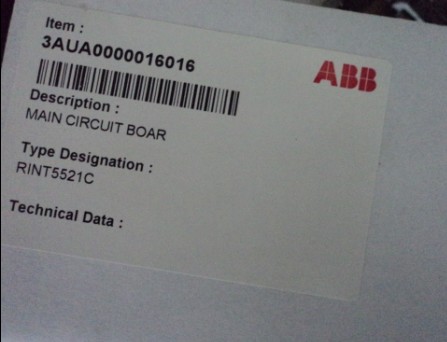 Item :
3AUA0000016016
ABB
Description :
MAIN CIRCUIT BOAR
Type Designation :
RINT5521C
Technical Data :